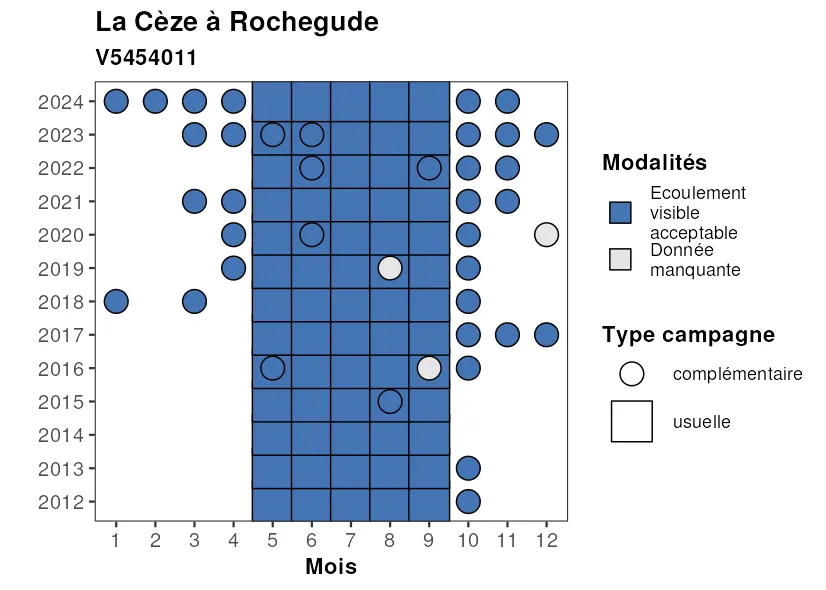 La Cèze à Rochegude
V5454011
2024
2023
2022
2021
2020
2019
2018
2017
2016
2015
2014
2013
2012
1 2 3 4 5 6 7 8 9 10 11 12
Mois
Modalités
Ecoulement
visible
acceptable
Donnée
manquante
Type campagne
complémentaire
usuelle